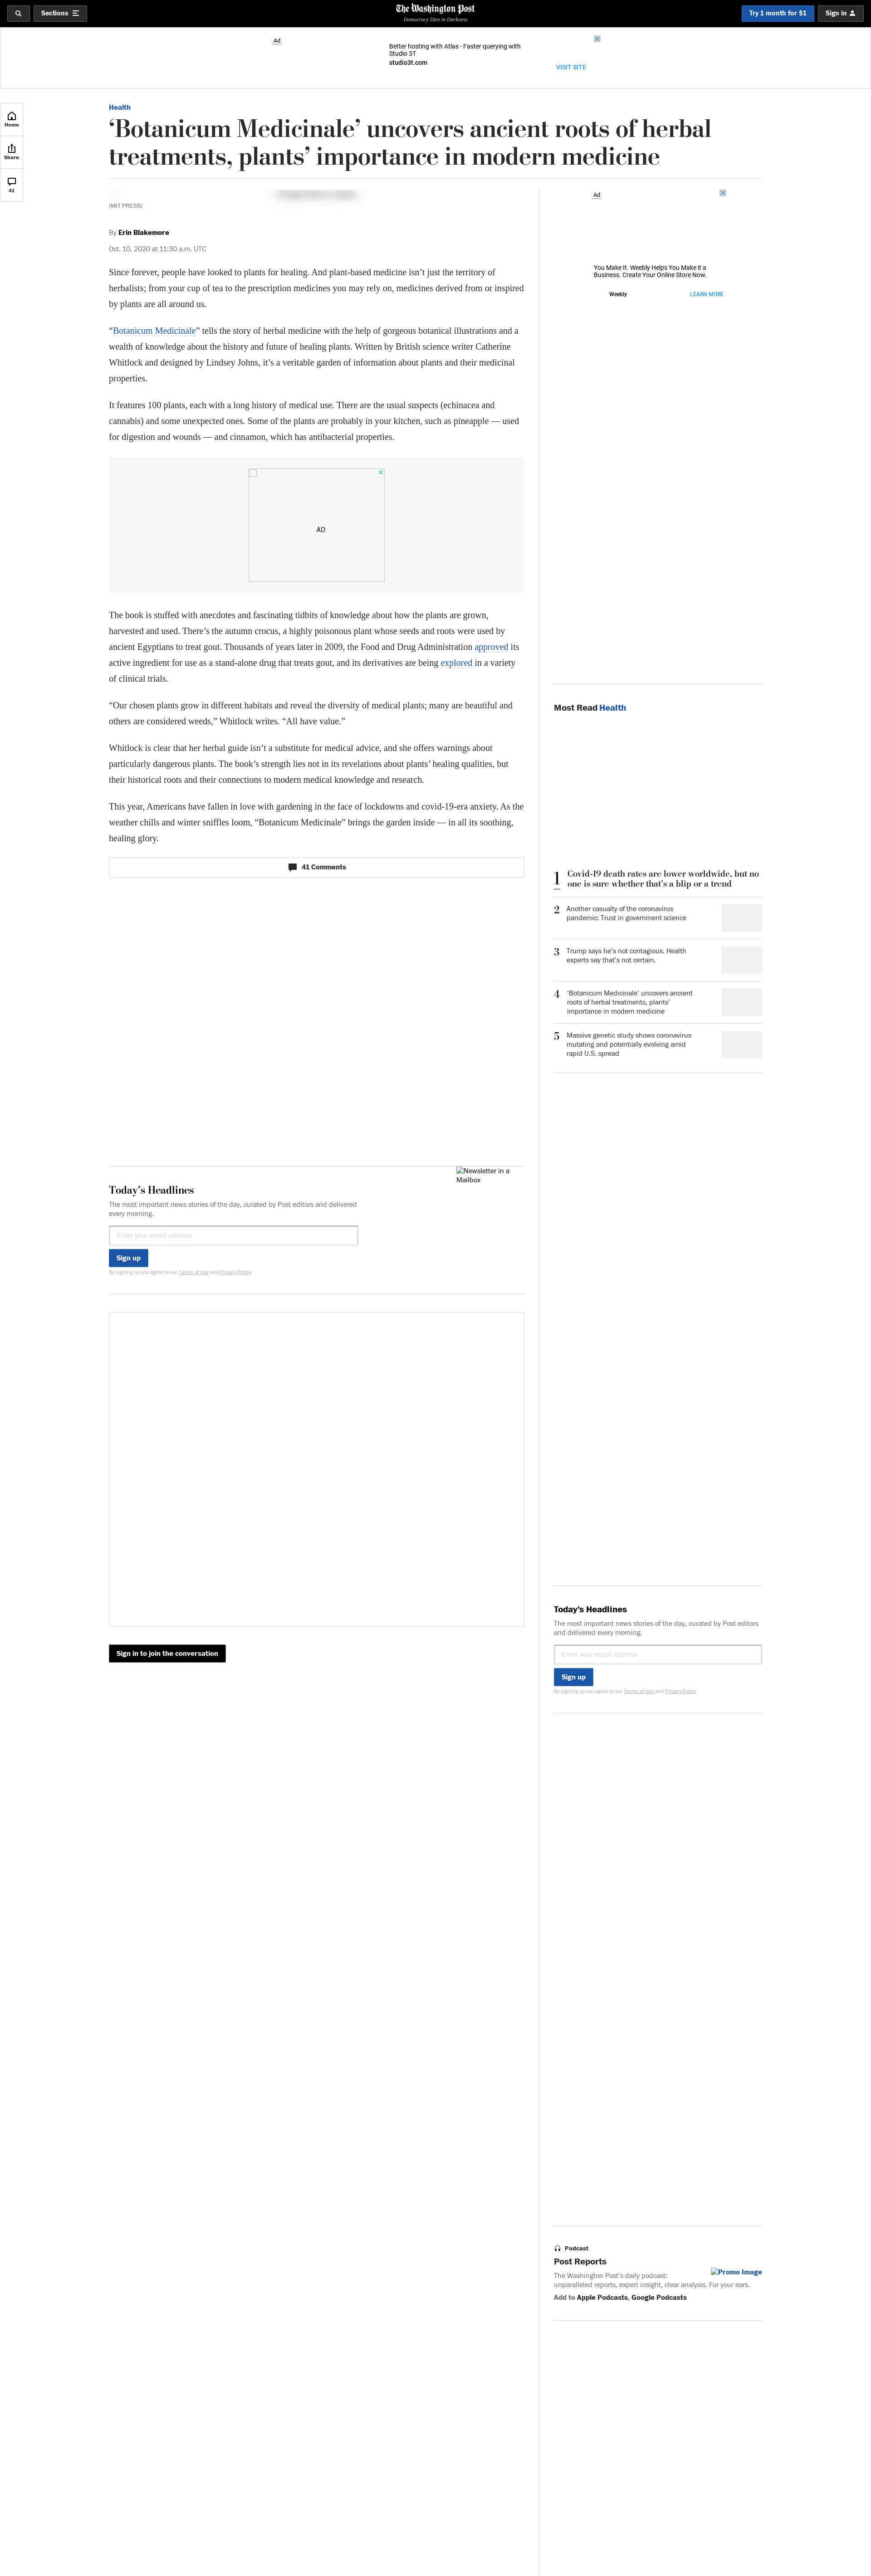 Sections
The Washington Post
Democracy Dies in Darkness
Try 1 month for $1
Sign in
Ad
Better hosting with Atlas - Faster querying with
Studio 3T
studio3t.com
VISIT SITE
Home
Share
41
Health
‘Botanicum Medicinale’ uncovers ancient roots of herbal
treatments, plants’ importance in modern medicine
(MIT PRESS)
By Erin Blakemore
Oct. 10, 2020 at 11:30 a.m. UTC
Since forever, people have looked to plants for healing. And plant-based medicine isn’t just the territory of
herbalists; from your cup of tea to the prescription medicines you may rely on, medicines derived from or inspired
by plants are all around us.
“Botanicum Medicinale” tells the story of herbal medicine with the help of gorgeous botanical illustrations and a
wealth of knowledge about the history and future of healing plants. Written by British science writer Catherine
Whitlock and designed by Lindsey Johns, it’s a veritable garden of information about plants and their medicinal
properties.
It features 100 plants, each with a long history of medical use. There are the usual suspects (echinacea and
cannabis) and some unexpected ones. Some of the plants are probably in your kitchen, such as pineapple — used
for digestion and wounds — and cinnamon, which has antibacterial properties.
AD
The book is stuffed with anecdotes and fascinating tidbits of knowledge about how the plants are grown,
harvested and used. There’s the autumn crocus, a highly poisonous plant whose seeds and roots were used by
ancient Egyptians to treat gout. Thousands of years later in 2009, the Food and Drug Administration approved its
active ingredient for use as a stand-alone drug that treats gout, and its derivatives are being explored in a variety
of clinical trials.
“Our chosen plants grow in different habitats and reveal the diversity of medical plants; many are beautiful and
others are considered weeds,” Whitlock writes. “All have value.”
Whitlock is clear that her herbal guide isn’t a substitute for medical advice, and she offers warnings about
particularly dangerous plants. The book’s strength lies not in its revelations about plants’ healing qualities, but
their historical roots and their connections to modern medical knowledge and research.
This year, Americans have fallen in love with gardening in the face of lockdowns and covid-19-era anxiety. As the
weather chills and winter sniffles loom, “Botanicum Medicinale” brings the garden inside — in all its soothing,
healing glory.
41 Comments
Today’s Headlines
The most important news stories of the day, curated by Post editors and delivered
every morning.
Newsletter in a
Mailbox
Enter your email address
Sign up
By signing up you agree to our Terms of Use and Privacy Policy
Sign in to join the conversation
Ad
You Make It. Weebly Helps You Make it a
Business. Create Your Online Store Now.
Weebly
LEARN MORE
Most Read Health
1
Covid-19 death rates are lower worldwide, but no
one is sure whether that’s a blip or a trend
2
Another casualty of the coronavirus
pandemic: Trust in government science
3
Trump says he’s not contagious. Health
experts say that’s not certain.
4
‘Botanicum Medicinale’ uncovers ancient
roots of herbal treatments, plants’
importance in modern medicine
5
Massive genetic study shows coronavirus
mutating and potentially evolving amid
rapid U.S. spread
Today’s Headlines
The most important news stories of the day, curated by Post editors
and delivered every morning.
Enter your email address
Sign up
By signing up you agree to our Terms of Use and Privacy Policy
Podcast
Post Reports
Promo Image
The Washington Post’s daily podcast:
unparalleled reports, expert insight, clear analysis. For your ears.
Add to Apple Podcasts, Google Podcasts